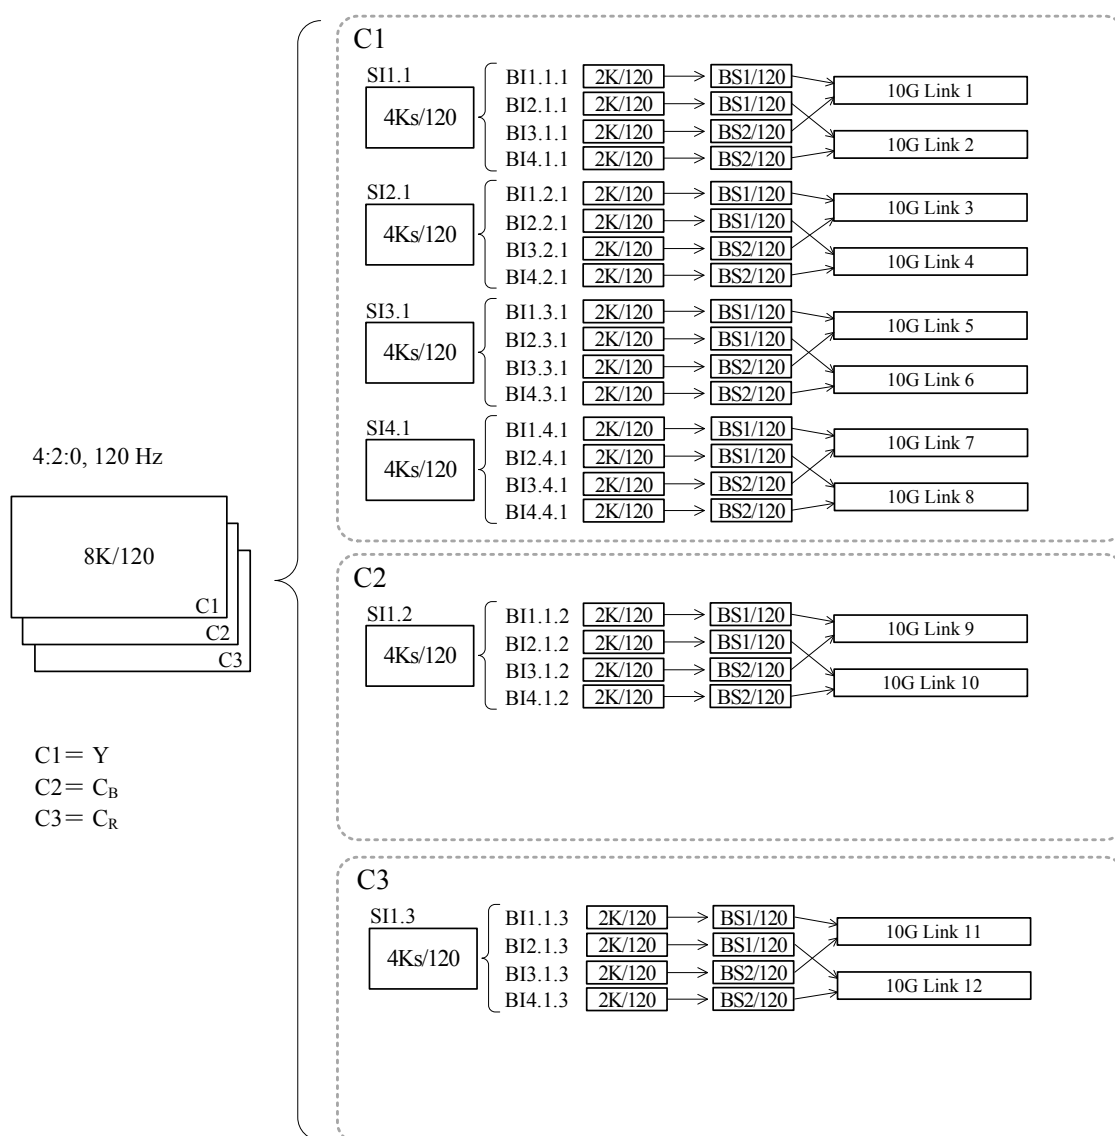 4:2:0, 120 Hz
8K/120
C1
C2
C3
C1= Y
C2= CB
C3= CR
C1
SI1.1
4Ks/120
BI1.1.1 2K/120 BS1/120
BI2.1.1 2K/120 BS1/120
BI3.1.1 2K/120 BS2/120
BI4.1.1 2K/120 BS2/120
10G Link 1
10G Link 2
SI2.1
4Ks/120
BI1.2.1 2K/120 BS1/120
BI2.2.1 2K/120 BS1/120
BI3.2.1 2K/120 BS2/120
BI4.2.1 2K/120 BS2/120
10G Link 3
10G Link 4
SI3.1
4Ks/120
BI1.3.1 2K/120 BS1/120
BI2.3.1 2K/120 BS1/120
BI3.3.1 2K/120 BS2/120
BI4.3.1 2K/120 BS2/120
10G Link 5
10G Link 6
SI4.1
4Ks/120
BI1.4.1 2K/120 BS1/120
BI2.4.1 2K/120 BS1/120
BI3.4.1 2K/120 BS2/120
BI4.4.1 2K/120 BS2/120
10G Link 7
10G Link 8
C2
SI1.2
4Ks/120
BI1.1.2 2K/120 BS1/120
BI2.1.2 2K/120 BS1/120
BI3.1.2 2K/120 BS2/120
BI4.1.2 2K/120 BS2/120
10G Link 9
10G Link 10
C3
SI1.3
4Ks/120
BI1.1.3 2K/120 BS1/120
BI2.1.3 2K/120 BS1/120
BI3.1.3 2K/120 BS2/120
BI4.1.3 2K/120 BS2/120
10G Link 11
10G Link 12